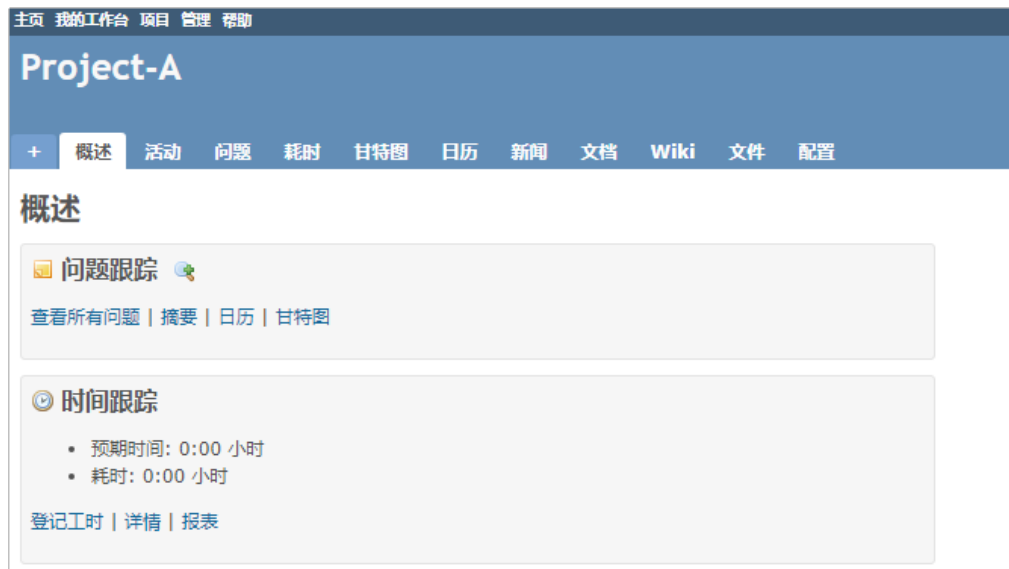 主页 我的工作台 项目 管理 帮助
Project-A
+ 概述 活动 问题 耗时 甘特图 日历 新闻 文档 Wiki 文件 配置
概述
问题跟踪
查看所有问题 | 摘要 | 日历 | 甘特图
时间跟踪
• 预期时间: 0:00 小时
• 耗时: 0:00 小时
登记工时 | 详情 | 报表